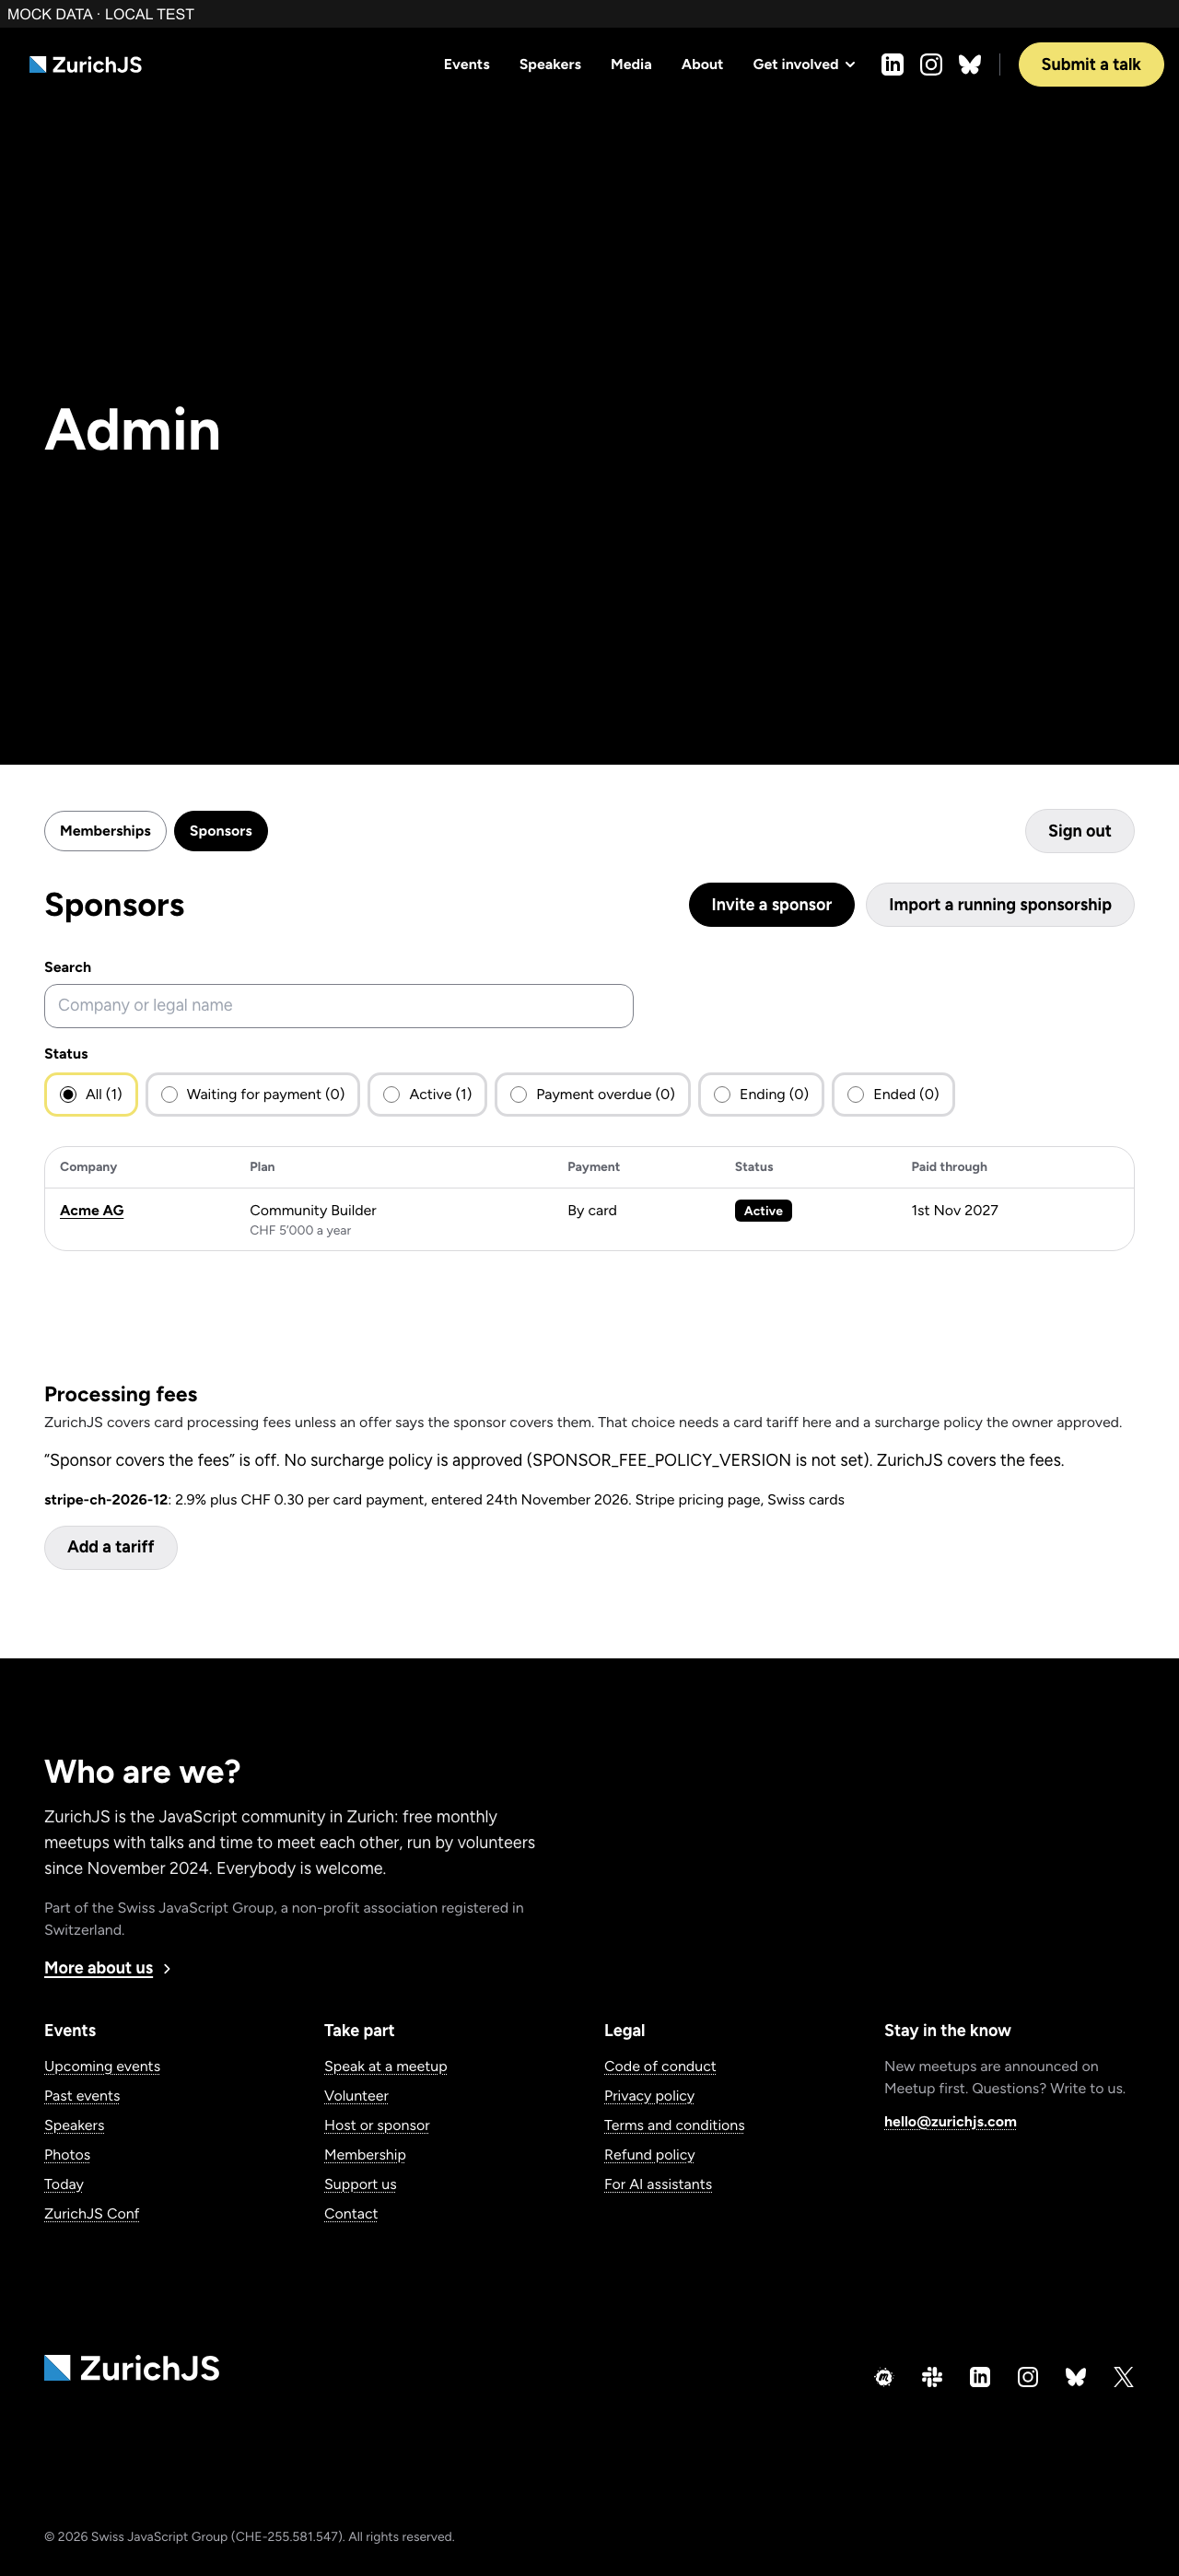 MOCK DATA · LOCAL TEST
ZurichJS
Events Speakers Media About Get involved Submit a talk
Admin
Memberships Sponsors Sign out
Sponsors Invite a sponsor Import a running sponsorship
Search
Company or legal name
Status
All (1) Waiting for payment (0) Active (1) Payment overdue (0) Ending (0) Ended (0)
Company Plan Payment Status Paid through
Acme AG Community Builder By card Active 1st Nov 2027
CHF 5’000 a year
Processing fees
ZurichJS covers card processing fees unless an offer says the sponsor covers them. That choice needs a card tariff here and a surcharge policy the owner approved.
“Sponsor covers the fees” is off. No surcharge policy is approved (SPONSOR_FEE_POLICY_VERSION is not set). ZurichJS covers the fees.
stripe-ch-2026-12: 2.9% plus CHF 0.30 per card payment, entered 24th November 2026. Stripe pricing page, Swiss cards
Add a tariff
Who are we?
ZurichJS is the JavaScript community in Zurich: free monthly
meetups with talks and time to meet each other, run by volunteers
since November 2024. Everybody is welcome.
Part of the Swiss JavaScript Group, a non-profit association registered in
Switzerland.
More about us
Events
Upcoming events
Past events
Speakers
Photos
Today
ZurichJS Conf
Take part
Speak at a meetup
Volunteer
Host or sponsor
Membership
Support us
Contact
Legal
Code of conduct
Privacy policy
Terms and conditions
Refund policy
For AI assistants
Stay in the know
New meetups are announced on
Meetup first. Questions? Write to us.
hello@zurichjs.com
ZurichJS
© 2026 Swiss JavaScript Group (CHE-255.581.547). All rights reserved.